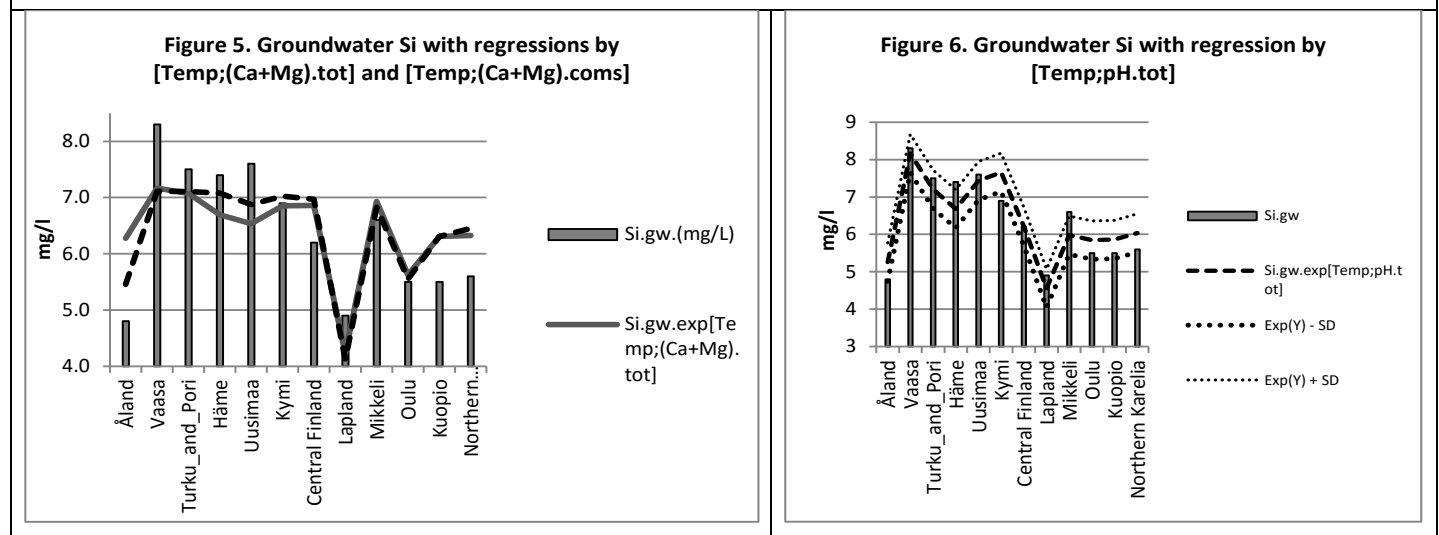 Figure 5. Groundwater Si with regressions by
[Temp;(Ca+Mg).tot] and [Temp;(Ca+Mg).coms]
8.0
7.0
6.0
5.0
4.0
mg/l
Åland
Vaasa
Turku_and_Pori
Häme
Uusimaa
Kymi
Central Finland
Lapland
Mikkeli
Oulu
Kuopio
Northern...
Si.gw.(mg/L)
Si.gw.exp[Te
mp;(Ca+Mg).
tot]
Figure 6. Groundwater Si with regression by
[Temp;pH.tot]
9
8
7
6
5
4
3
mg/l
Åland
Vaasa
Turku_and_Pori
Häme
Uusimaa
Kymi
Central Finland
Lapland
Mikkeli
Oulu
Kuopio
Northern Karelia
Si.gw
Si.gw.exp[Temp;pH.t
ot]
Exp(Y) - SD
Exp(Y) + SD